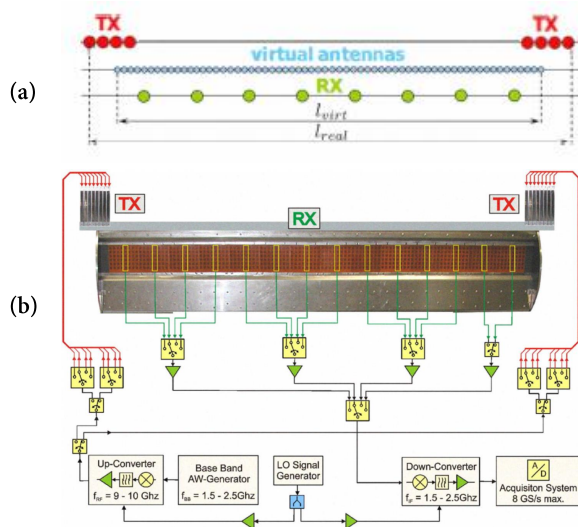 TX TX
virtual antennas
RX
(a)
l_virt
l_real
TX RX TX
(b)
Up-Converter
f_RF = 9 - 10 Ghz
Base Band
AW-Generator
f_BB = 1.5 - 2.5Ghz
LO Signal
Generator
Down-Converter
f_IF = 1.5 - 2.5Ghz
A/D
Acquisiton System
8 GS/s max.